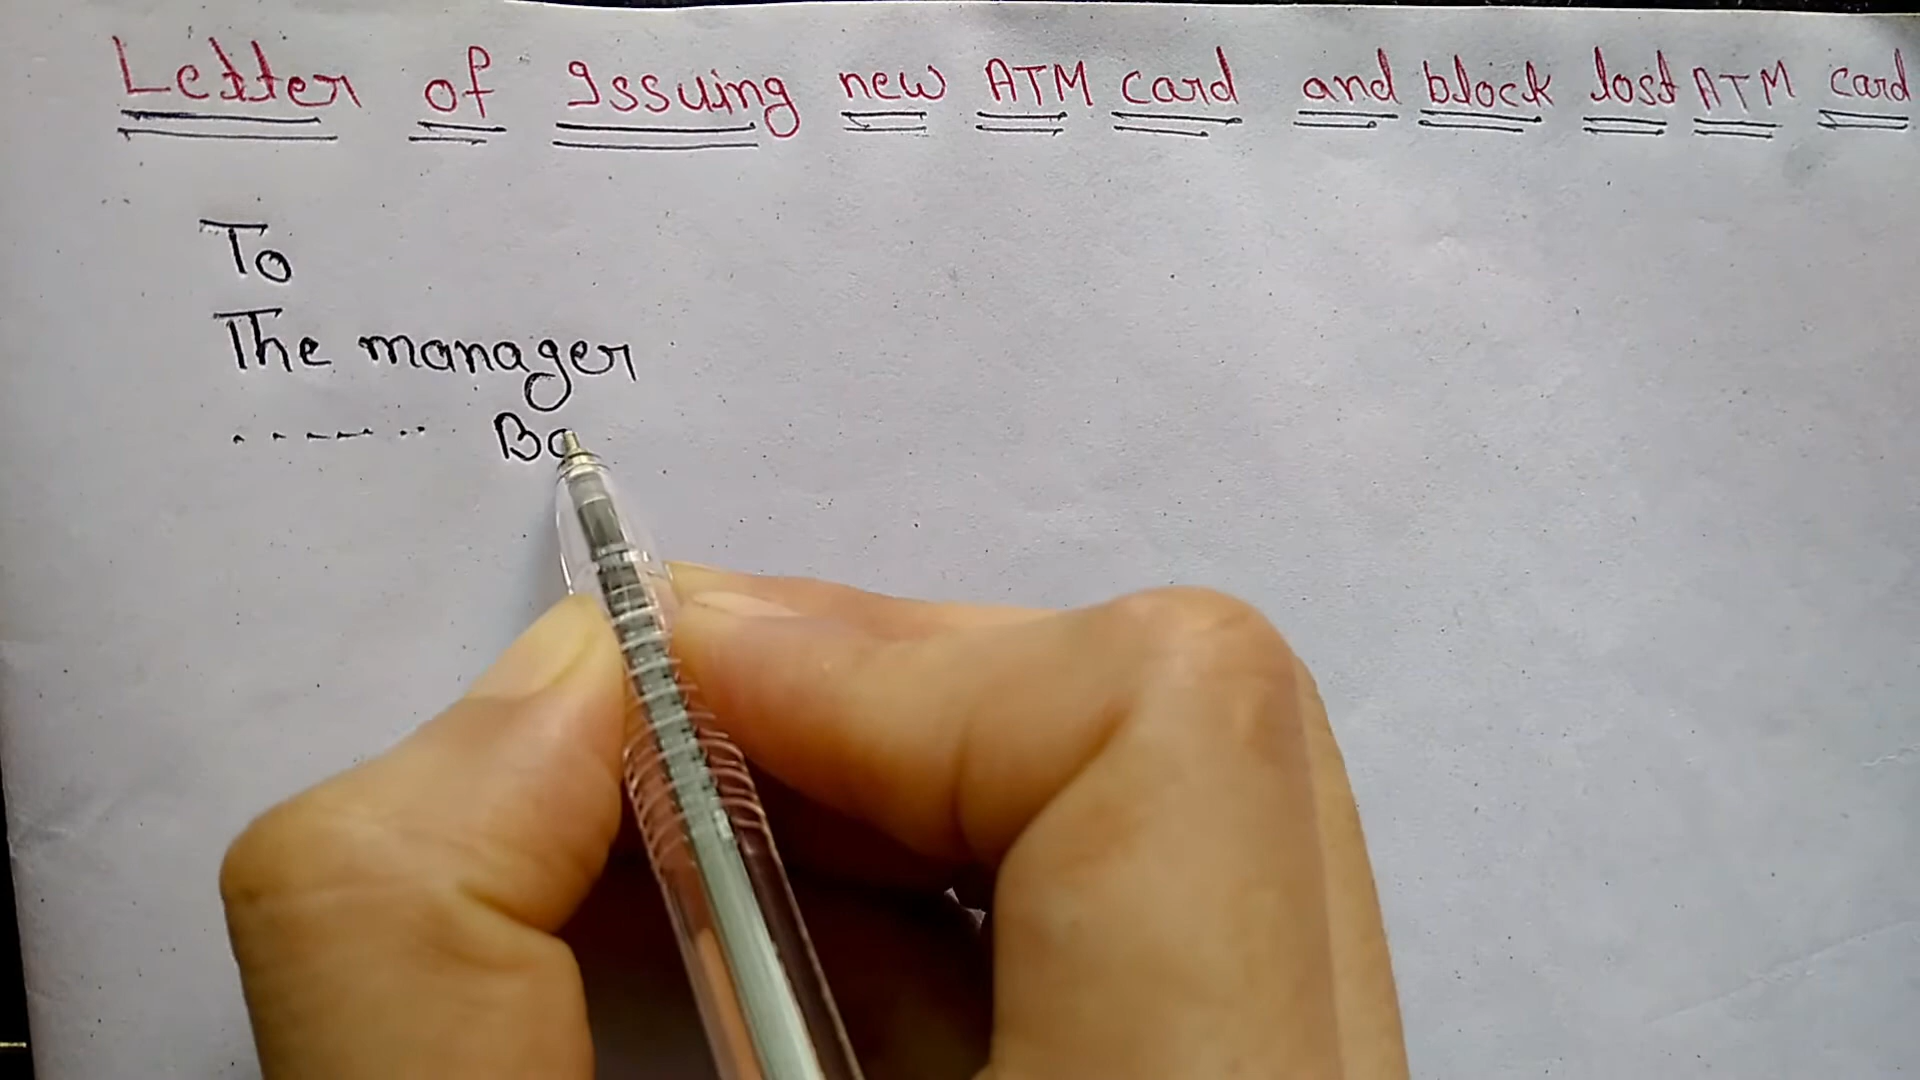 Letter of Issuing new ATM card and block lost ATM card
To
The manager
....... Ba